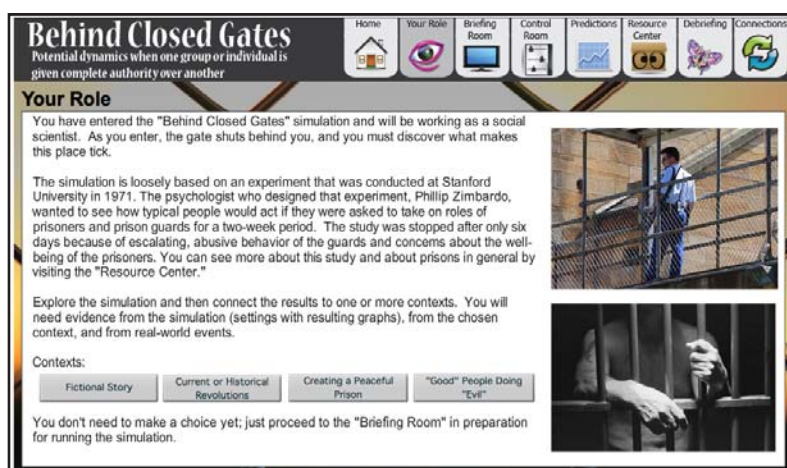 Behind Closed Gates
Potential dynamics when one group or individual is
given complete authority over another
Home
Your Role
Briefing
Room
Control
Room
Predictions
Resource
Center
Debriefing
Connections
Your Role
You have entered the "Behind Closed Gates" simulation and will be working as a social
scientist. As you enter, the gate shuts behind you, and you must discover what makes
this place tick.
The simulation is loosely based on an experiment that was conducted at Stanford
University in 1971. The psychologist who designed that experiment, Phillip Zimbardo,
wanted to see how typical people would act if they were asked to take on roles of
prisoners and prison guards for a two-week period. The study was stopped after only six
days because of escalating, abusive behavior of the guards and concerns about the well-
being of the prisoners. You can see more about this study and about prisons in general by
visiting the "Resource Center."
Explore the simulation and then connect the results to one or more contexts. You will
need evidence from the simulation (settings with resulting graphs), from the chosen
context, and from real-world events.
Contexts:
Fictional Story
Current or Historical
Revolutions
Creating a Peaceful
Prison
"Good" People Doing
"Evil"
You don't need to make a choice yet; just proceed to the "Briefing Room" in preparation
for running the simulation.